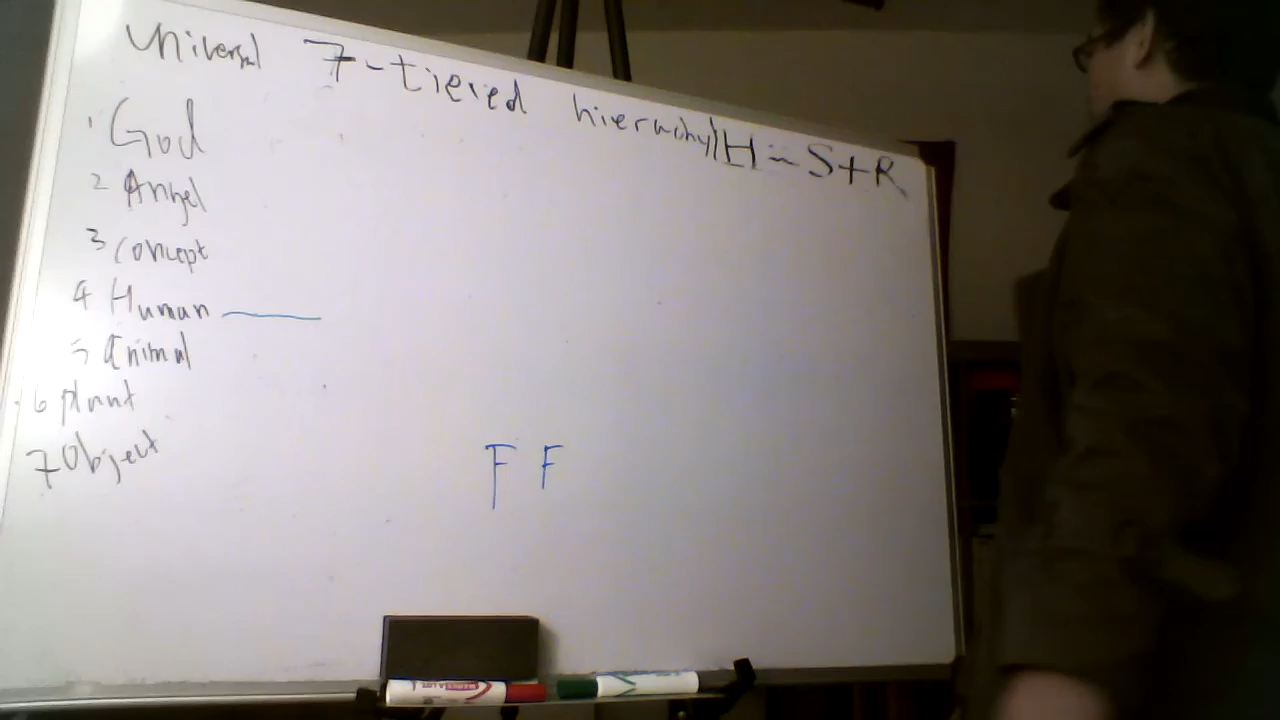 Universal 7-tiered hierarchy H = S+R
1 God
2 Angel
3 Concept
4 Human
5 Animal
6 plant
7 Object
F F